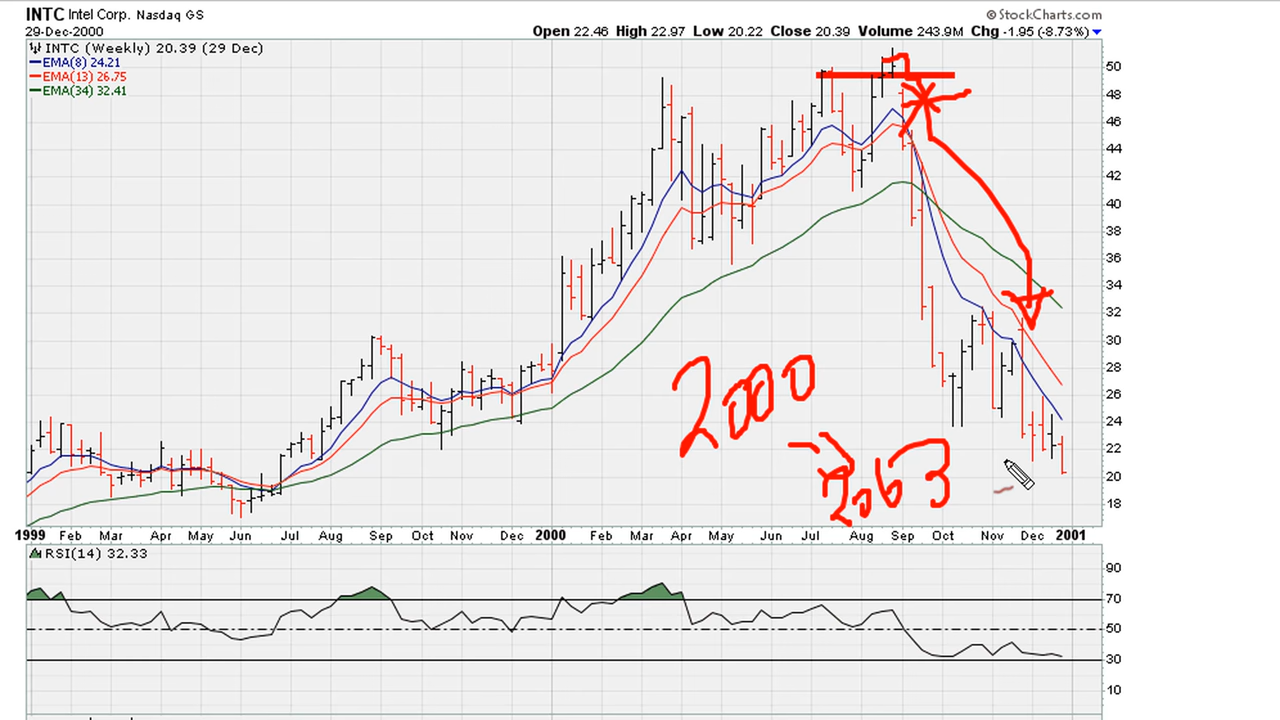 INTC Intel Corp. Nasdaq GS
© StockCharts.com
29-Dec-2000
Open 22.46 High 22.97 Low 20.22 Close 20.39 Volume 243.9M Chg -1.95 (-8.73%)
INTC (Weekly) 20.39 (29 Dec)
EMA(8) 24.21
EMA(13) 26.75
EMA(34) 32.41
50
48
46
44
42
40
38
36
34
32
30
28
26
24
22
20
18
2000
2063
1999 Feb Mar Apr May Jun Jul Aug Sep Oct Nov Dec 2000 Feb Mar Apr May Jun Jul Aug Sep Oct Nov Dec 2001
RSI(14) 32.33
90
70
50
30
10